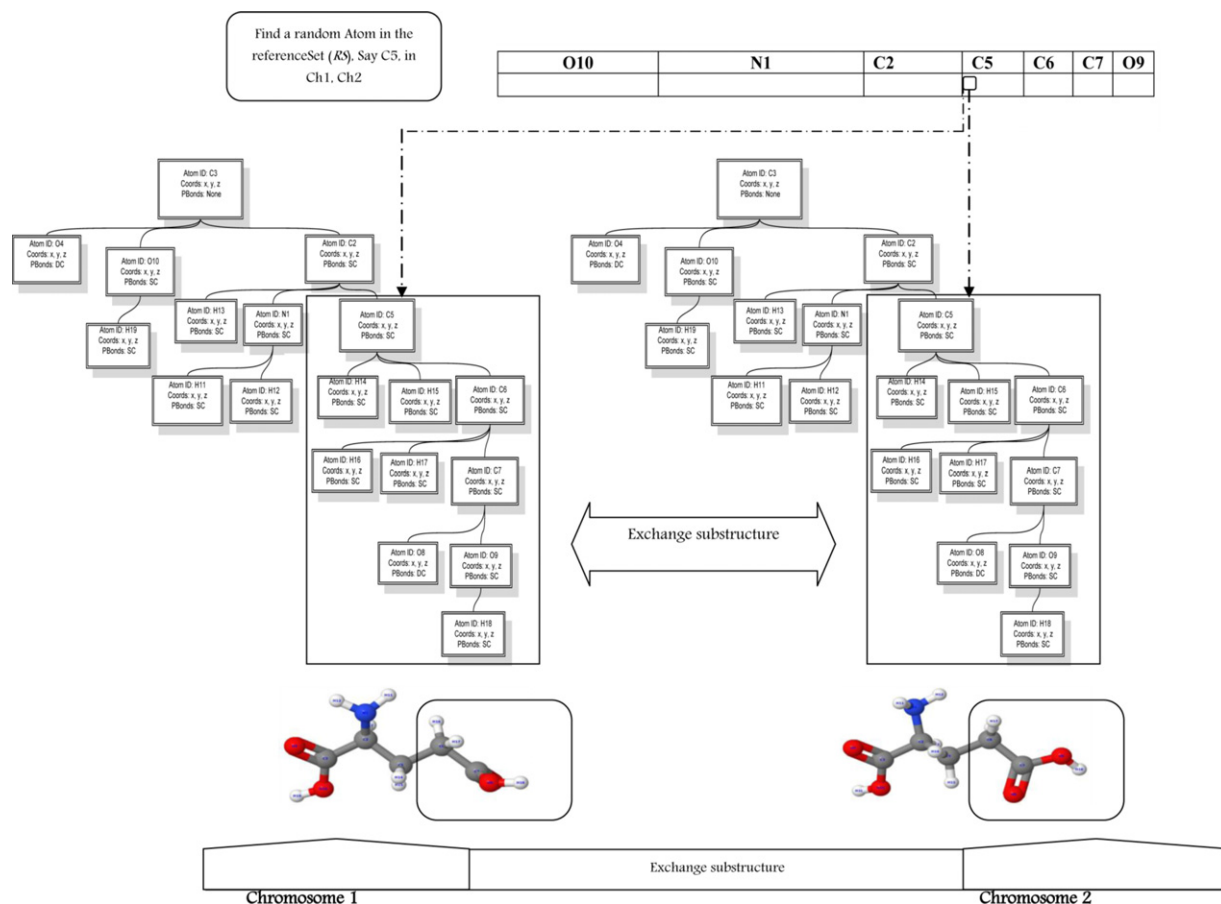 Find a random Atom in the
referenceSet (RS), Say C5, in
Ch1, Ch2
O10 N1 C2 C5 C6 C7 O9
Atom ID: C3
Coords: x, y, z
PBonds: None
Atom ID: O4
Coords: x, y, z
PBonds: DC
Atom ID: O10
Coords: x, y, z
PBonds: SC
Atom ID: C2
Coords: x, y, z
PBonds: SC
Atom ID: H19
Coords: x, y, z
PBonds: SC
Atom ID: H13
Coords: x, y, z
PBonds: SC
Atom ID: N1
Coords: x, y, z
PBonds: SC
Atom ID: C5
Coords: x, y, z
PBonds: SC
Atom ID: H11
Coords: x, y, z
PBonds: SC
Atom ID: H12
Coords: x, y, z
PBonds: SC
Atom ID: H14
Coords: x, y, z
PBonds: SC
Atom ID: H15
Coords: x, y, z
PBonds: SC
Atom ID: C6
Coords: x, y, z
PBonds: SC
Atom ID: H16
Coords: x, y, z
PBonds: SC
Atom ID: H17
Coords: x, y, z
PBonds: SC
Atom ID: C7
Coords: x, y, z
PBonds: SC
Atom ID: O8
Coords: x, y, z
PBonds: DC
Atom ID: O9
Coords: x, y, z
PBonds: SC
Atom ID: H18
Coords: x, y, z
PBonds: SC
Exchange substructure
Atom ID: C3
Coords: x, y, z
PBonds: None
Atom ID: O4
Coords: x, y, z
PBonds: DC
Atom ID: O10
Coords: x, y, z
PBonds: SC
Atom ID: C2
Coords: x, y, z
PBonds: SC
Atom ID: H19
Coords: x, y, z
PBonds: SC
Atom ID: H13
Coords: x, y, z
PBonds: SC
Atom ID: N1
Coords: x, y, z
PBonds: SC
Atom ID: C5
Coords: x, y, z
PBonds: SC
Atom ID: H11
Coords: x, y, z
PBonds: SC
Atom ID: H12
Coords: x, y, z
PBonds: SC
Atom ID: H14
Coords: x, y, z
PBonds: SC
Atom ID: H15
Coords: x, y, z
PBonds: SC
Atom ID: C6
Coords: x, y, z
PBonds: SC
Atom ID: H16
Coords: x, y, z
PBonds: SC
Atom ID: H17
Coords: x, y, z
PBonds: SC
Atom ID: C7
Coords: x, y, z
PBonds: SC
Atom ID: O8
Coords: x, y, z
PBonds: DC
Atom ID: O9
Coords: x, y, z
PBonds: SC
Atom ID: H18
Coords: x, y, z
PBonds: SC
Exchange substructure
Chromosome 1
Chromosome 2